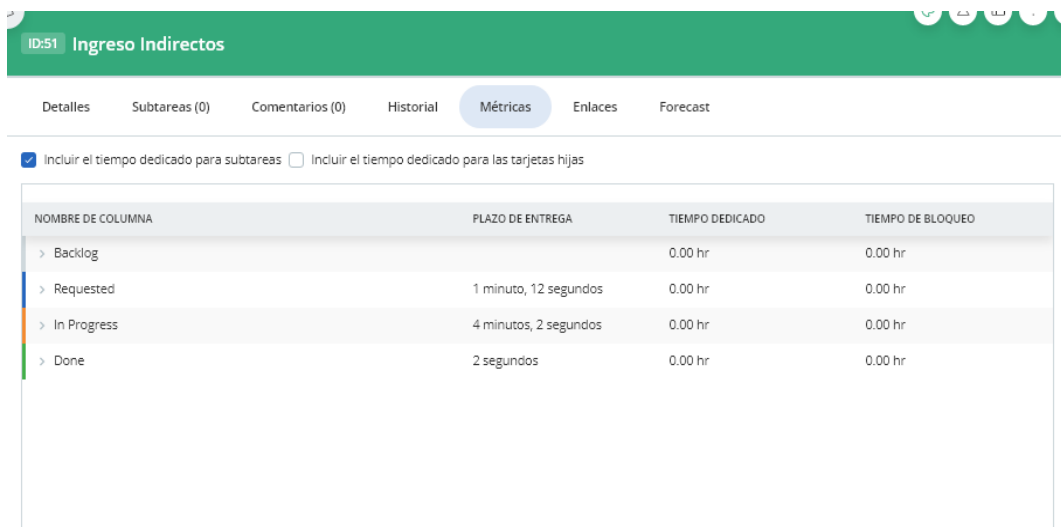 ID:51 Ingreso Indirectos
Detalles Subtareas (0) Comentarios (0) Historial Métricas Enlaces Forecast
Incluir el tiempo dedicado para subtareas Incluir el tiempo dedicado para las tarjetas hijas
NOMBRE DE COLUMNA PLAZO DE ENTREGA TIEMPO DEDICADO TIEMPO DE BLOQUEO
Backlog 0.00 hr 0.00 hr
Requested 1 minuto, 12 segundos 0.00 hr 0.00 hr
In Progress 4 minutos, 2 segundos 0.00 hr 0.00 hr
Done 2 segundos 0.00 hr 0.00 hr